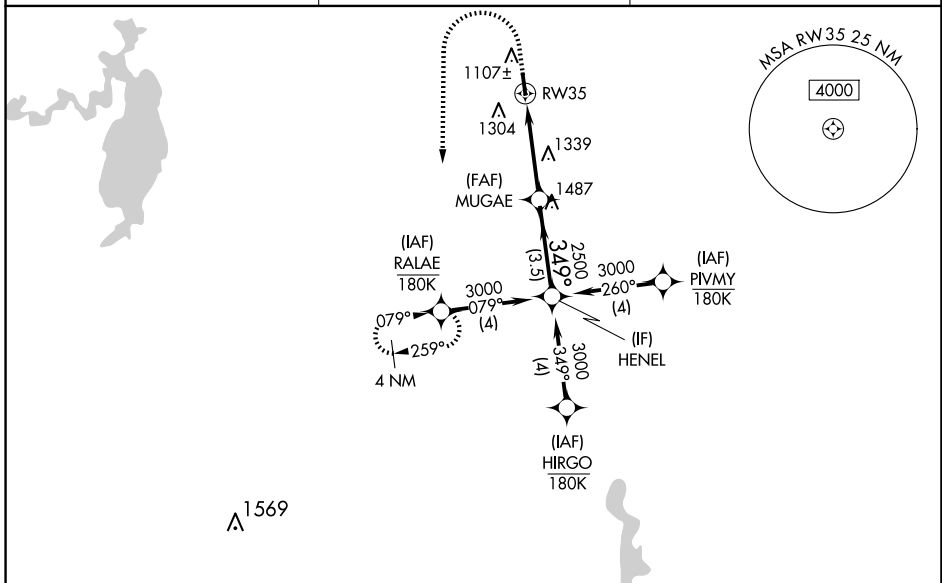 MSA RW35 25 NM
4000
1107±
RW35
1304
1339
(FAF)
MUGAE
1487
(IAF)
RALAE
180K
2500
349°
(3.5)
3000
079°
(4)
3000
260°
(4)
(IAF)
PIVMY
180K
079°
259°
4 NM
(IF)
HENEL
3000
349°
(4)
(IAF)
HIRGO
180K
1569